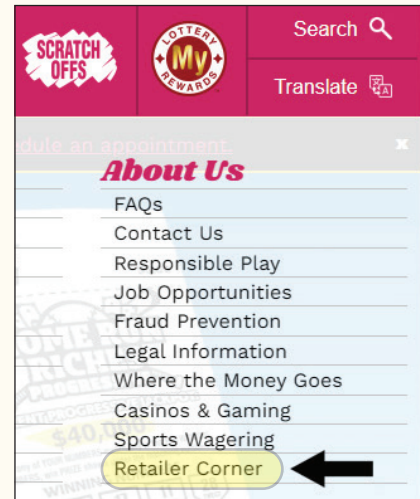 SCRATCH
OFFS
LOTTERY
My
REWARDS
Search
Translate
dule an appointment.
x
About Us
FAQs
Contact Us
Responsible Play
Job Opportunities
Fraud Prevention
Legal Information
Where the Money Goes
Casinos & Gaming
Sports Wagering
$40,000
Retailer Corner
WINNING